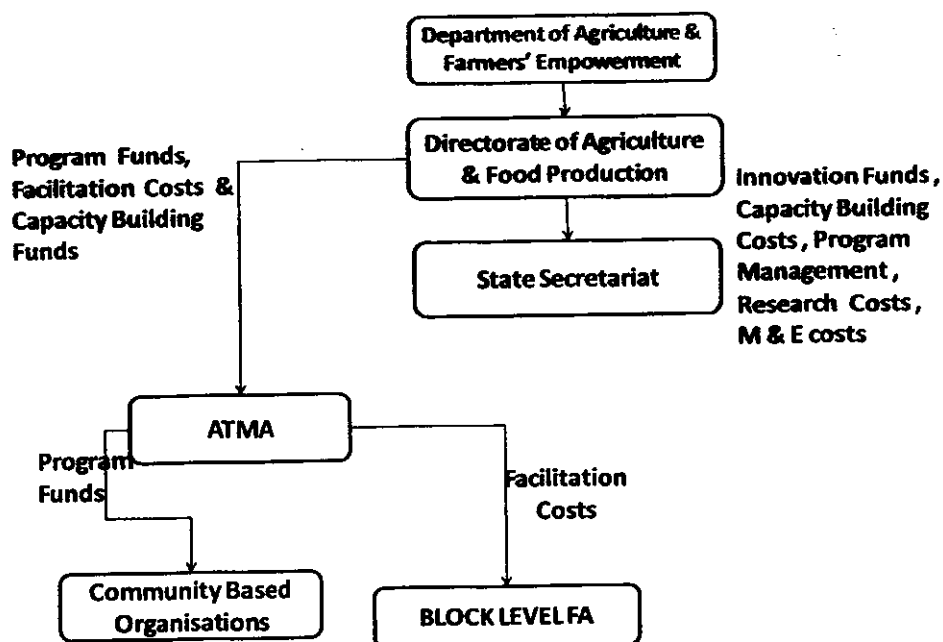 Department of Agriculture &
Farmers' Empowerment
Directorate of Agriculture
& Food Production
Program Funds,
Facilitation Costs &
Capacity Building
Funds
Innovation Funds ,
Capacity Building
Costs , Program
Management ,
Research Costs ,
M & E costs
State Secretariat
ATMA
Program
Funds
Facilitation
Costs
Community Based
Organisations
BLOCK LEVEL FA